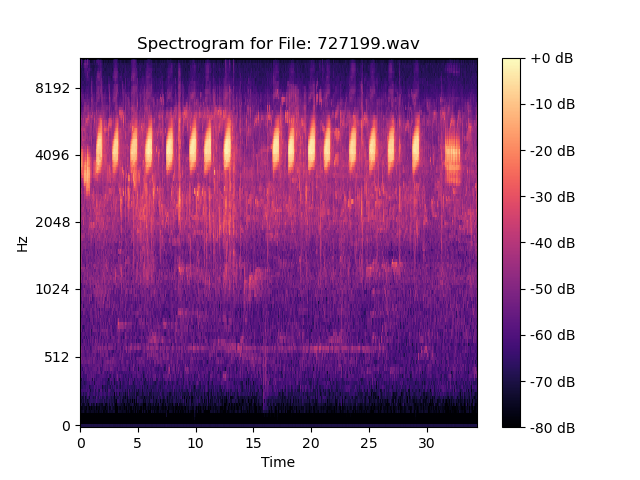 Spectrogram for File: 727199.wav
8192
4096
2048
1024
512
0
Hz
0 5 10 15 20 25 30
Time
+0 dB
-10 dB
-20 dB
-30 dB
-40 dB
-50 dB
-60 dB
-70 dB
-80 dB